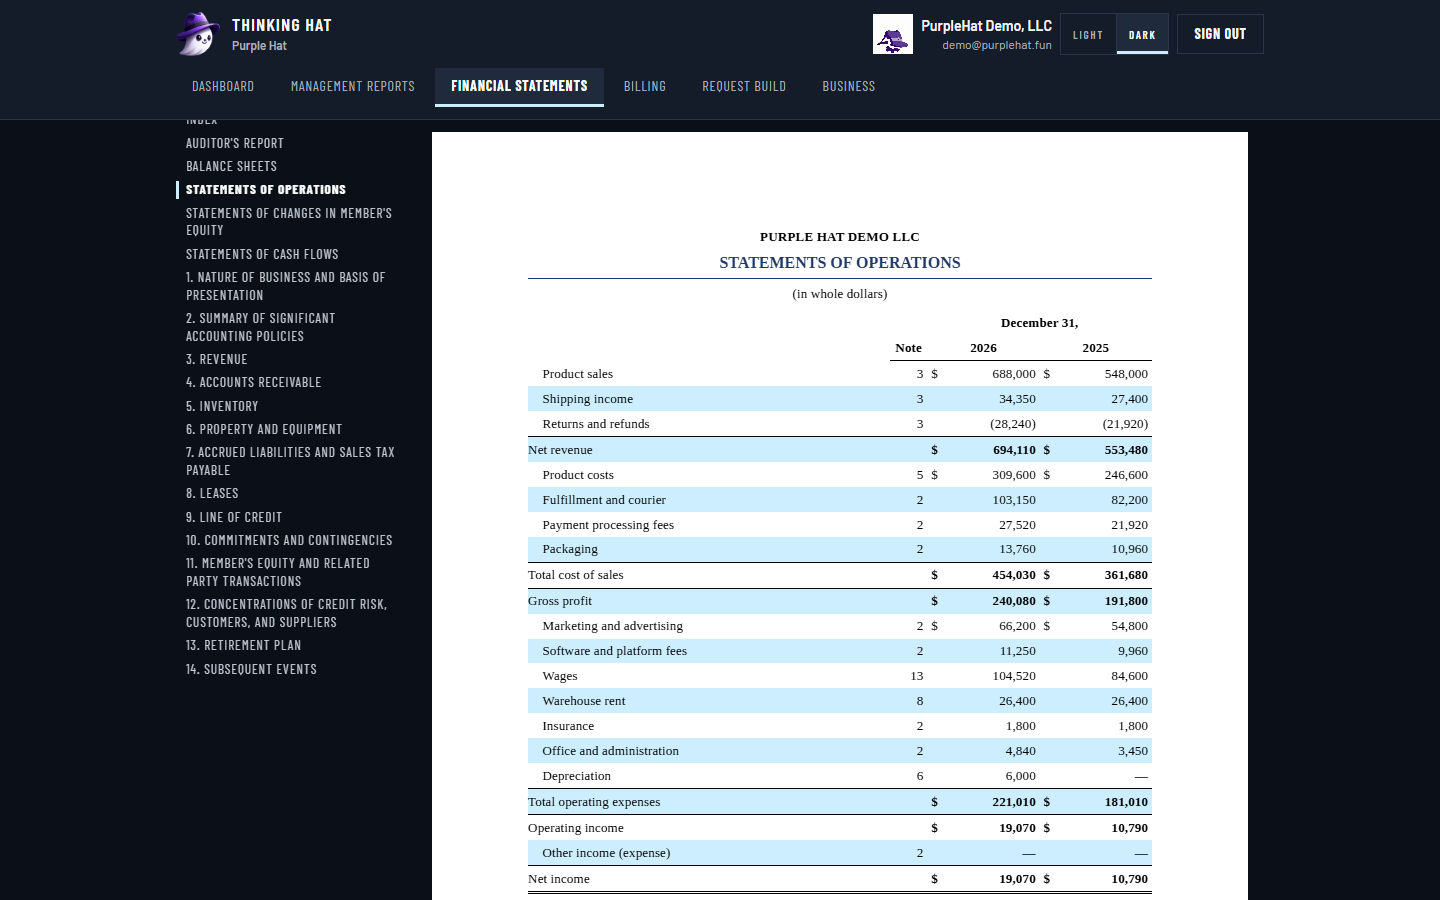 THINKING HAT
Purple Hat
PurpleHat Demo, LLC
demo@purplehat.fun
LIGHT
DARK
SIGN OUT
DASHBOARD
MANAGEMENT REPORTS
FINANCIAL STATEMENTS
BILLING
REQUEST BUILD
BUSINESS
INDEX
AUDITOR'S REPORT
BALANCE SHEETS
STATEMENTS OF OPERATIONS
STATEMENTS OF CHANGES IN MEMBER'S
EQUITY
STATEMENTS OF CASH FLOWS
1. NATURE OF BUSINESS AND BASIS OF
PRESENTATION
2. SUMMARY OF SIGNIFICANT
ACCOUNTING POLICIES
3. REVENUE
4. ACCOUNTS RECEIVABLE
5. INVENTORY
6. PROPERTY AND EQUIPMENT
7. ACCRUED LIABILITIES AND SALES TAX
PAYABLE
8. LEASES
9. LINE OF CREDIT
10. COMMITMENTS AND CONTINGENCIES
11. MEMBER'S EQUITY AND RELATED
PARTY TRANSACTIONS
12. CONCENTRATIONS OF CREDIT RISK,
CUSTOMERS, AND SUPPLIERS
13. RETIREMENT PLAN
14. SUBSEQUENT EVENTS
PURPLE HAT DEMO LLC
STATEMENTS OF OPERATIONS
(in whole dollars)
December 31,
Note 2026 2025
Product sales 3 $ 688,000 $ 548,000
Shipping income 3 34,350 27,400
Returns and refunds 3 (28,240) (21,920)
Net revenue $ 694,110 $ 553,480
Product costs 5 $ 309,600 $ 246,600
Fulfillment and courier 2 103,150 82,200
Payment processing fees 2 27,520 21,920
Packaging 2 13,760 10,960
Total cost of sales $ 454,030 $ 361,680
Gross profit $ 240,080 $ 191,800
Marketing and advertising 2 $ 66,200 $ 54,800
Software and platform fees 2 11,250 9,960
Wages 13 104,520 84,600
Warehouse rent 8 26,400 26,400
Insurance 2 1,800 1,800
Office and administration 2 4,840 3,450
Depreciation 6 6,000 —
Total operating expenses $ 221,010 $ 181,010
Operating income $ 19,070 $ 10,790
Other income (expense) 2 — —
Net income $ 19,070 $ 10,790